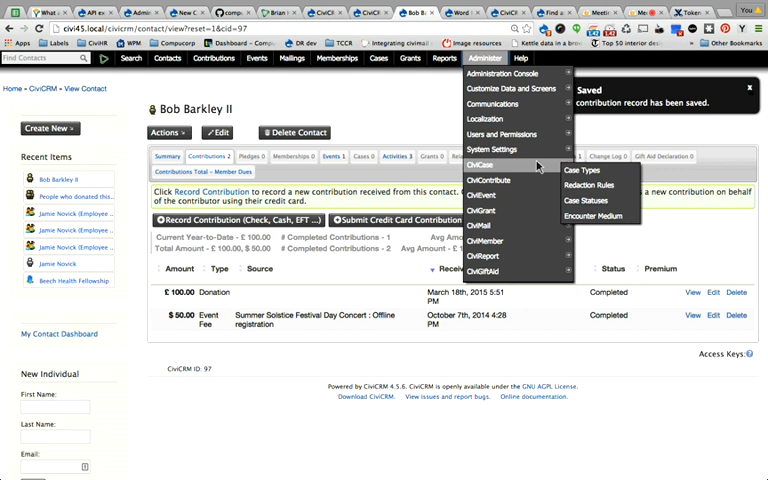 What
API ex
Admin
New C
compu
Brian
CiviCI
CiviCR
Bob B
Word
CiviCR
Find a
Meetin
Me
Token
You
civi45.local/civicrm/contact/view?reset=1&cid=97
Apps
Labels
CiviHR
WM
Compucorp
Dashboard – Comp
DR dev
TCCR
Integrating civimail
Kettle data in a brow
Top 50 interior d
Other Bookmarks
Find Contacts
Search
Contacts
Contributions
Events
Mailings
Memberships
Cases
Grants
Reports
Administer
Help
Administration Console
Customize Data and Screens
Communications
Localization
Users and Permissions
System Settings
CiviCase
CiviContribute
CiviEvent
CiviGrant
CiviMail
CiviMember
CiviReport
CiviGiftAid
Case Types
Redaction Rules
Case Statuses
Encounter Medium
Saved
contribution record has been saved.
x
Home » CiviCRM » View Contact
Bob Barkley II
Create New »
Actions »
Edit
Delete Contact
Recent Items
Bob Barkley II
People who donated this...
Jamie Novick (Employee ...
Jamie Novick (Employee ...
Jamie Novick (Employee ...
Jamie Novick
Beech Health Fellowship
My Contact Dashboard
New Individual
First Name:
Last Name:
Email:
Summary
Contributions 2
Pledges 0
Memberships 0
Events 1
Cases 0
Activities 3
Grants 0
Rela
Change Log 0
Gift Aid Declaration 0
Contributions Total – Member Dues
Click Record Contribution to record a new contribution received from this contact.
a new contribution on behalf
of the contributor using their credit card.
Record Contribution (Check, Cash, EFT ...)
Submit Credit Card Contribution
Current Year-to-Date – £ 100.00
# Completed Contributions – 1
Avg Amo
Total Amount – £ 100.00, $ 50.00
# Completed Contributions – 2
Avg Amount – £ 10
Amount
Type
Source
Receiv
Status
Premium
£ 100.00
Donation
March 18th, 2015 5:51
PM
Completed
View
Edit
Delete
$ 50.00
Event
Fee
Summer Solstice Festival Day Concert : Offline
registration
October 7th, 2014 4:28
PM
Completed
View
Edit
Delete
Access Keys:
CiviCRM ID: 97
Powered by CiviCRM 4.5.6. CiviCRM is openly available under the GNU AGPL License.
Download CiviCRM.
View issues and report bugs.
Online documentation.